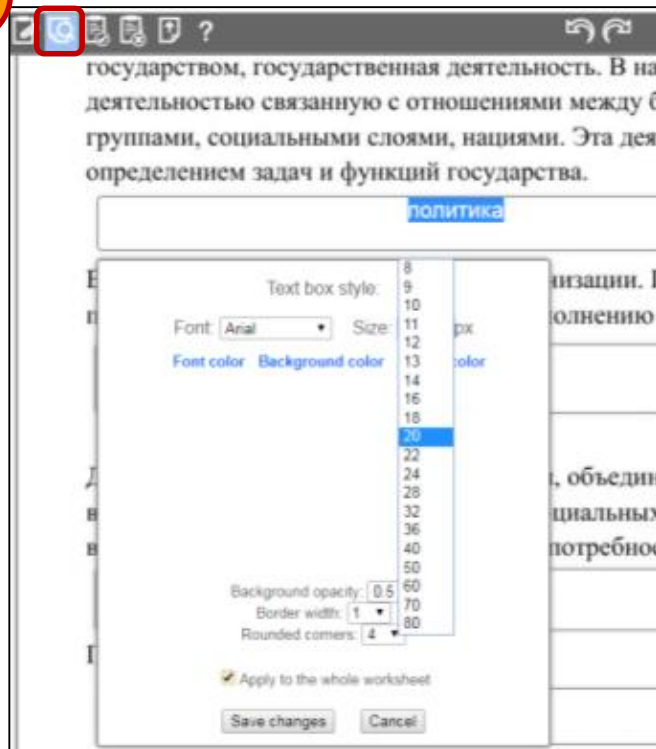 ?
государством, государственная деятельность. В на
деятельностью связанную с отношениями между б
группами, социальными слоями, нациями. Эта дея
определением задач и функций государства.
политика
низации.
олнению
Text box style:
Font: Arial Size: px
Font color Background color color
8
9
10
11
12
13
14
16
18
20
22
24
28
32
36
40
50
60
70
80
, объедин
циальных
потребнос
Background opacity: 0.5
Border width: 1
Rounded corners: 4
Apply to the whole worksheet
Save changes Cancel